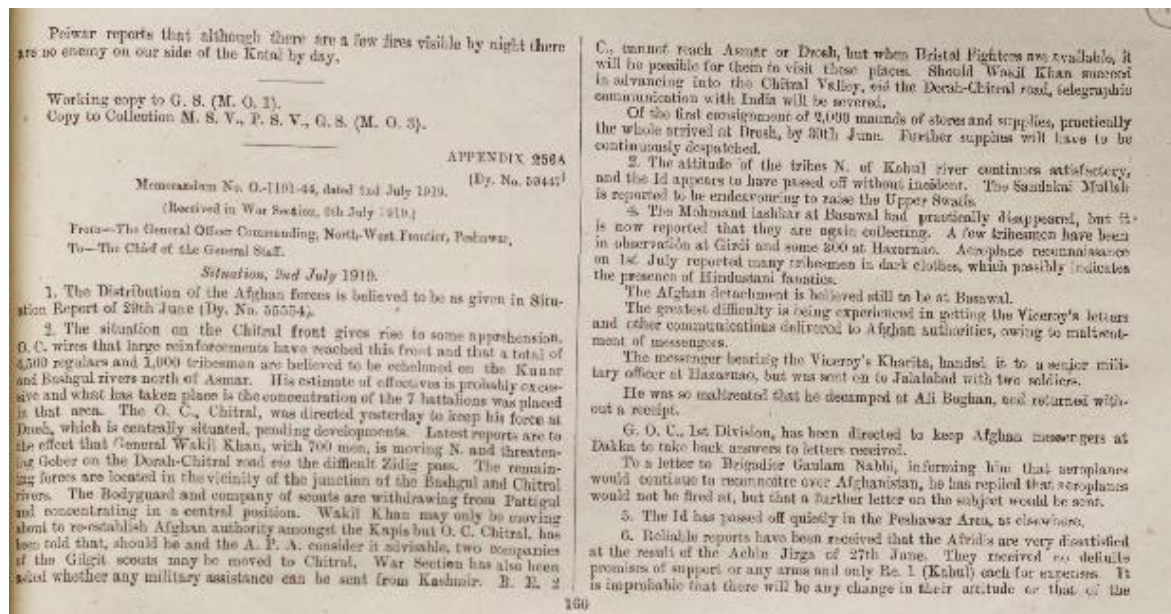 Peiwar reports that although there are a few fires visible by night there
are no enemy on our side of the Kotal by day.
Working copy to G. S. (M. O. 1).
Copy to Collection M. S. V., P. S. V., G. S. (M. O. 3).
APPENDIX 256A
(Dy. No. 53447)
Memorandum No. O.-1101-44, dated 2nd July 1919.
(Received in War Section, 6th July 1919.)
From—The General Officer Commanding, North-West Frontier, Peshawar,
To—The Chief of the General Staff.
Situation, 2nd July 1919.
1. The Distribution of the Afghan forces is believed to be as given in Situ-
ation Report of 29th June (Dy. No. 55554).
2. The situation on the Chitral front gives rise to some apprehension.
O. C. wires that large reinforcements have reached this front and that a total of
4,500 regulars and 1,000 tribesmen are believed to be echeloned on the Kunar
and Bashgul rivers north of Asmar. His estimate of effectives is probably exces-
sive and what has taken place is the concentration of the 7 battalions was placed
in that area. The O. C., Chitral, was directed yesterday to keep his force at
Drosh, which is centrally situated, pending developments. Latest reports are to
the effect that General Wakil Khan, with 700 men, is moving N. and threaten-
ing Gober on the Dorah-Chitral road via the difficult Zidig pass. The remain-
ing forces are located in the vicinity of the junction of the Bashgul and Chitral
rivers. The Bodyguard and company of scouts are withdrawing from Pattigul
and concentrating in a central position. Wakil Khan may only be moving
about to re-establish Afghan authority amongst the Kapis but O. C. Chitral, has
been told that, should he and the A. P. A. consider it advisable, two companies
of the Gilgit scouts may be moved to Chitral. War Section has also been
asked whether any military assistance can be sent from Kashmir. B. E. 2
C., cannot reach Asmar or Drosh, but when Bristol Fighters are available, it
will be possible for them to visit these places. Should Wakil Khan succeed
in advancing into the Chitral Valley, via the Dorah-Chitral road, telegraphic
communication with India will be severed.
Of the first consignment of 2,000 maunds of stores and supplies, practically
the whole arrived at Drosh, by 30th June. Further supplies will have to be
continuously despatched.
3. The attitude of the tribes N. of Kabul river continues satisfactory,
and the Id appears to have passed off without incident. The Sandakai Mullah
is reported to be endeavouring to raise the Upper Swatis.
4. The Mohmand lashkar at Basawal had practically disappeared, but it
is now reported that they are again collecting. A few tribesmen have been
in observation at Girdi and some 300 at Hazarnao. Aeroplane reconnaissance
on 1st July reported many tribesmen in dark clothes, which possibly indicates
the presence of Hindustani fanatics.
The Afghan detachment is believed still to be at Basawal.
The greatest difficulty is being experienced in getting the Viceroy's letters
and other communications delivered to Afghan authorities, owing to maltreat-
ment of messengers.
The messenger bearing the Viceroy's Kharita, handed it to a senior mili-
tary officer at Hazarnao, but was sent on to Jalalabad with two soldiers.
He was so maltreated that he decamped at Ali Boghan, and returned with-
out a receipt.
G. O. C., 1st Division, has been directed to keep Afghan messengers at
Dakka to take back answers to letters received.
To a letter to Brigadier Gaulam Nabbi, informing him that aeroplanes
would continue to reconnoitre over Afghanistan, he has replied that aeroplanes
would not be fired at, but that a further letter on the subject would be sent.
5. The Id has passed off quietly in the Peshawar Area, as elsewhere.
6. Reliable reports have been received that the Afridis are very dissatisfied
at the result of the Achin Jirga of 27th June. They received no definite
promises of support or any arms and only Re. 1 (Kabul) each for expenses. It
is improbable that there will be any change in their attitude or that of the
160